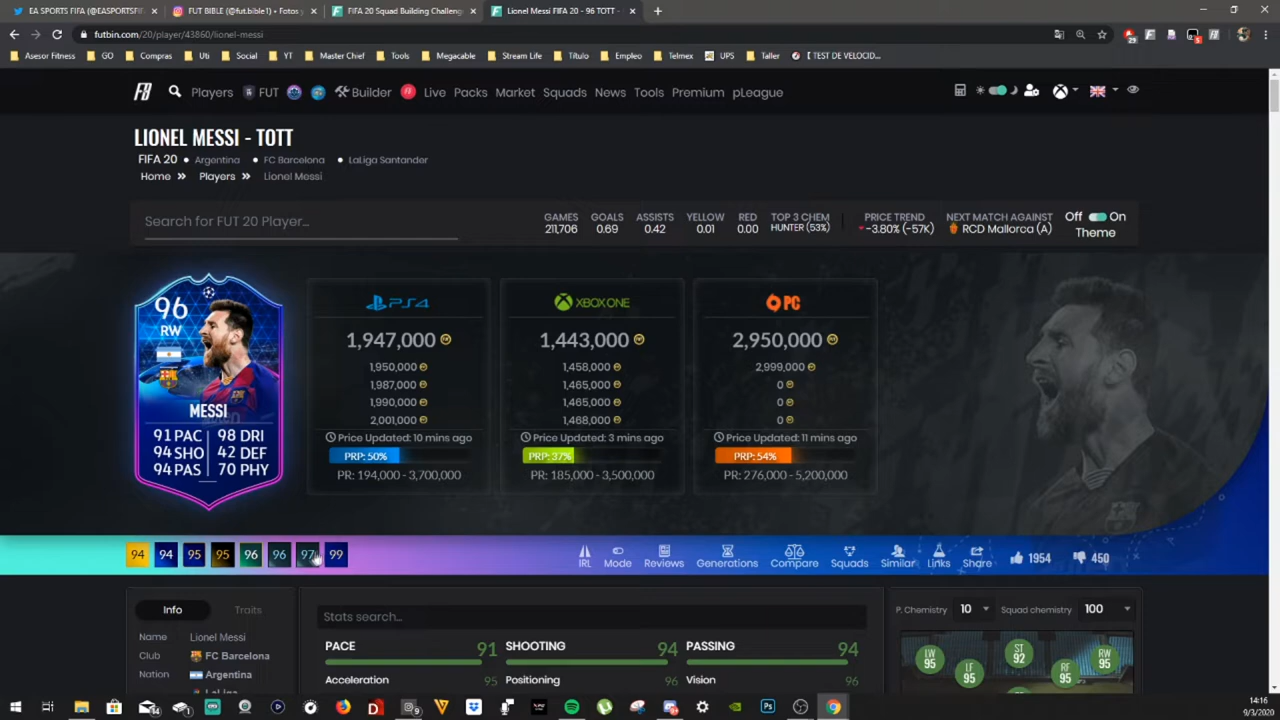 EA SPORTS FIFA (@EASPORTSFIF
FUT BIBLE (@fut.bible1) • Fotos y
FIFA 20 Squad Building Challeng
Lionel Messi FIFA 20 - 96 TOTT -
futbin.com/20/player/43860/lionel-messi
Asesor Fitness GO Compras Uti Social YT Master Chief Tools Megacable Stream Life Título Empleo Telmex UPS Taller [ TEST DE VELOCID...
Players FUT Builder Live Packs Market Squads News Tools Premium pLeague
LIONEL MESSI - TOTT
FIFA 20 • Argentina • FC Barcelona • LaLiga Santander
Home » Players » Lionel Messi
Search for FUT 20 Player...
GAMES GOALS ASSISTS YELLOW RED TOP 3 CHEM PRICE TREND NEXT MATCH AGAINST
211,706 0.69 0.42 0.01 0.00 HUNTER (53%) -3.80% (-57K) RCD Mallorca (A)
Off On
Theme
96
RW
MESSI
91 PAC 98 DRI
94 SHO 42 DEF
94 PAS 70 PHY
PS4
1,947,000
1,950,000
1,987,000
1,990,000
2,001,000
Price Updated: 10 mins ago
PRP: 50%
PR: 194,000 - 3,700,000
XBOX ONE
1,443,000
1,458,000
1,465,000
1,465,000
1,468,000
Price Updated: 3 mins ago
PRP: 37%
PR: 185,000 - 3,500,000
PC
2,950,000
2,999,000
0
0
0
Price Updated: 11 mins ago
PRP: 54%
PR: 276,000 - 5,200,000
94 94 95 95 96 96 97 99
IRL Mode Reviews Generations Compare Squads Similar Links Share 1954 450
Info Traits
Name Lionel Messi
Club FC Barcelona
Nation Argentina
Stats search...
PACE 91 SHOOTING 94 PASSING 94
Acceleration 95 Positioning 96 Vision 96
P. Chemistry 10 Squad chemistry 100
LW 95
LF 95
ST 92
RF 95
RW 95
14:16
9/3/2020